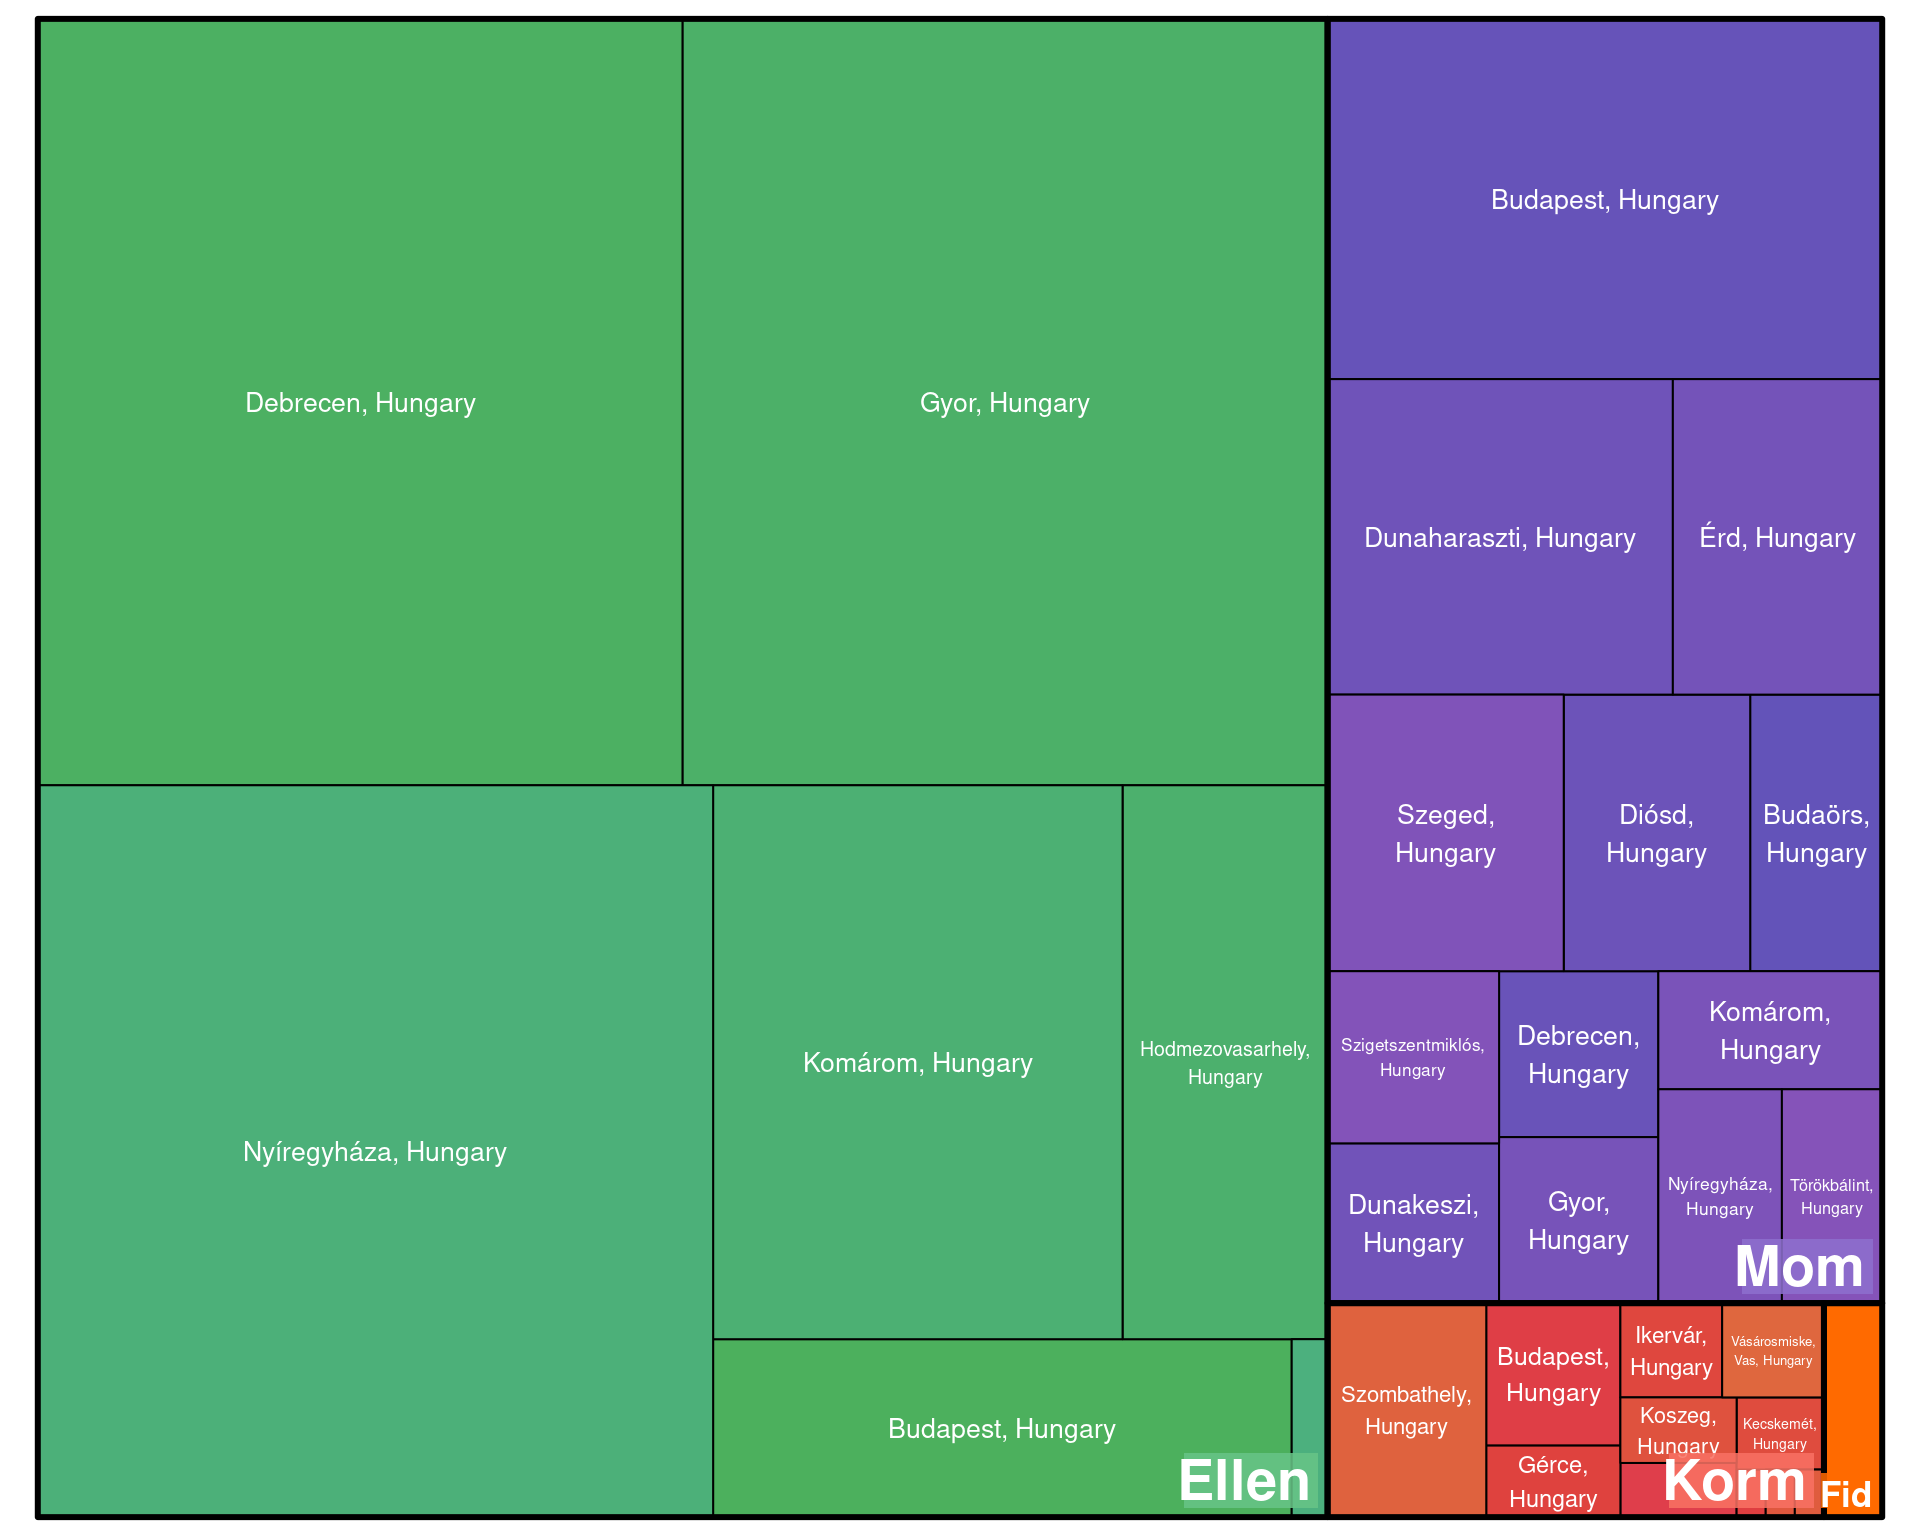 Debrecen, Hungary
Gyor, Hungary
Nyíregyháza, Hungary
Komárom, Hungary
Hodmezovasarhely,
Hungary
Budapest, Hungary
Ellen
Budapest, Hungary
Dunaharaszti, Hungary
Érd, Hungary
Szeged,
Hungary
Diósd,
Hungary
Budaörs,
Hungary
Szigetszentmiklós,
Hungary
Debrecen,
Hungary
Komárom,
Hungary
Dunakeszi,
Hungary
Gyor,
Hungary
Nyíregyháza,
Hungary
Törökbálint,
Hungary
Mom
Szombathely,
Hungary
Budapest,
Hungary
Gérce,
Hungary
Ikervár,
Hungary
Vásárosmiske,
Vas, Hungary
Koszeg,
Hungary
Kecskemét,
Hungary
Korm
Fid